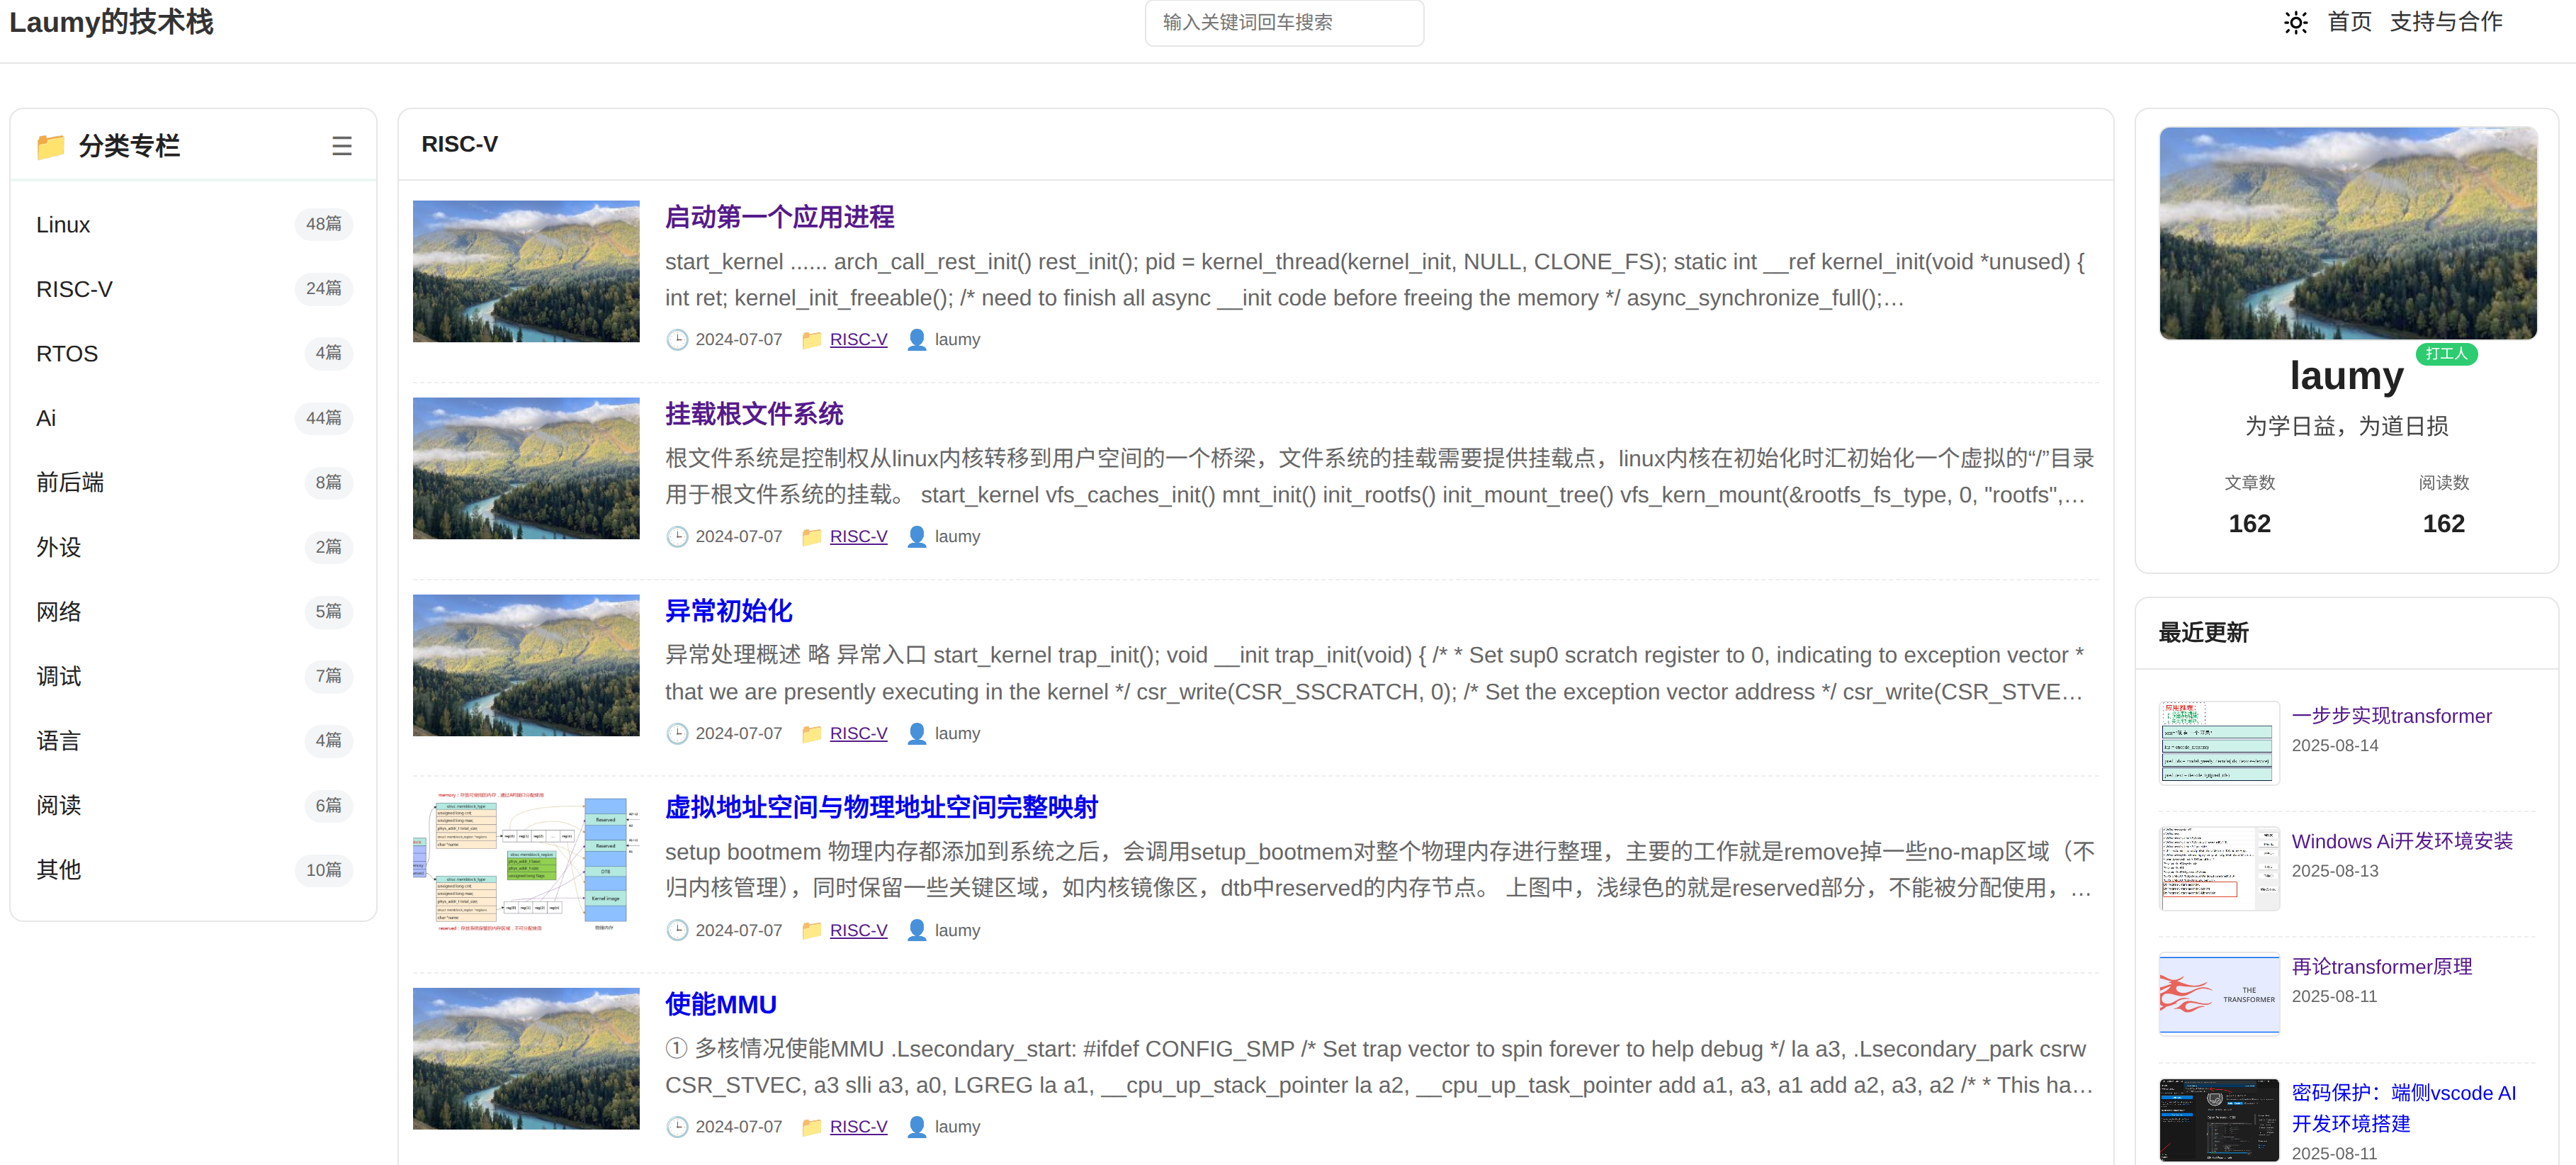 Laumy的技术栈
输入关键词回车搜索
首页 支持与合作
分类专栏
Linux 48篇
RISC-V 24篇
RTOS 4篇
Ai 44篇
前后端 8篇
外设 2篇
网络 5篇
调试 7篇
语言 4篇
阅读 6篇
其他 10篇
RISC-V
启动第一个应用进程
start_kernel ...... arch_call_rest_init() rest_init(); pid = kernel_thread(kernel_init, NULL, CLONE_FS); static int __ref kernel_init(void *unused) {
int ret; kernel_init_freeable(); /* need to finish all async __init code before freeing the memory */ async_synchronize_full();…
2024-07-07 RISC-V laumy
挂载根文件系统
根文件系统是控制权从linux内核转移到用户空间的一个桥梁，文件系统的挂载需要提供挂载点，linux内核在初始化时汇初始化一个虚拟的“/”目录
用于根文件系统的挂载。 start_kernel vfs_caches_init() mnt_init() init_rootfs() init_mount_tree() vfs_kern_mount(&rootfs_fs_type, 0, "rootfs",…
2024-07-07 RISC-V laumy
异常初始化
异常处理概述 略 异常入口 start_kernel trap_init(); void __init trap_init(void) { /* * Set sup0 scratch register to 0, indicating to exception vector *
that we are presently executing in the kernel */ csr_write(CSR_SSCRATCH, 0); /* Set the exception vector address */ csr_write(CSR_STVE…
2024-07-07 RISC-V laumy
memory：
struct memblock_type
struct memblock_region
Reserved
Reserved
DTB
Kernel image
物理内存
虚拟地址空间与物理地址空间完整映射
setup bootmem 物理内存都添加到系统之后，会调用setup_bootmem对整个物理内存进行整理，主要的工作就是remove掉一些no-map区域（不
归内核管理），同时保留一些关键区域，如内核镜像区，dtb中reserved的内存节点。 上图中，浅绿色的就是reserved部分，不能被分配使用，…
2024-07-07 RISC-V laumy
使能MMU
① 多核情况使能MMU .Lsecondary_start: #ifdef CONFIG_SMP /* Set trap vector to spin forever to help debug */ la a3, .Lsecondary_park csrw
CSR_STVEC, a3 slli a3, a0, LGREG la a1, __cpu_up_stack_pointer la a2, __cpu_up_task_pointer add a1, a3, a1 add a2, a3, a2 /* * This ha…
2024-07-07 RISC-V laumy
laumy 打工人
为学日益，为道日损
文章数 阅读数
162 162
最近更新
一步步实现transformer
2025-08-14
Windows Ai开发环境安装
2025-08-13
THE
TRANSFORMER
再论transformer原理
2025-08-11
密码保护：端侧vscode AI
开发环境搭建
2025-08-11